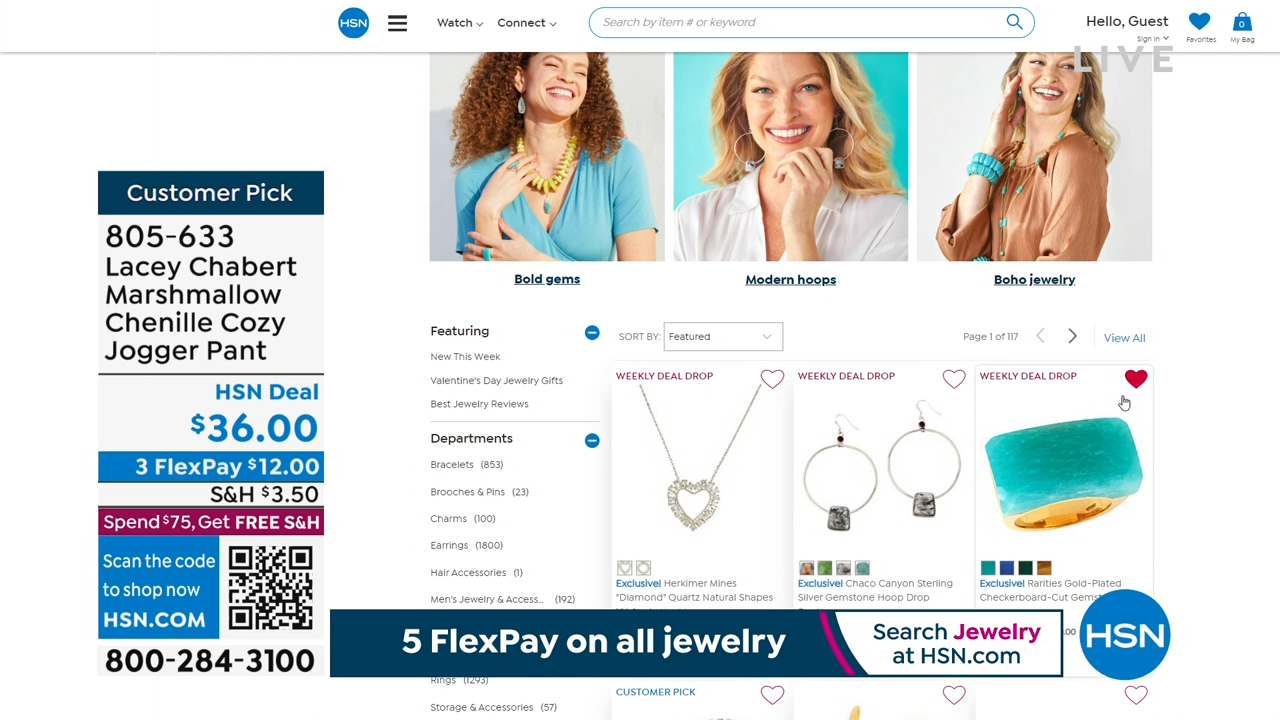 HSN
Watch
Connect
Search by item # or keyword
Hello, Guest
Sign In
Favorites
0
My Bag
LIVE
Customer Pick
805-633
Lacey Chabert
Marshmallow
Chenille Cozy
Jogger Pant
HSN Deal
$36.00
3 FlexPay $12.00
S&H $3.50
Spend $75, Get FREE S&H
Scan the code
to shop now
HSN.COM
800-284-3100
Bold gems
Modern hoops
Boho jewelry
Featuring
New This Week
Valentine's Day Jewelry Gifts
Best Jewelry Reviews
Departments
Bracelets (853)
Brooches & Pins (23)
Charms (100)
Earrings (1800)
Hair Accessories (1)
Men's Jewelry & Access... (192)
Rings (1293)
Storage & Accessories (57)
SORT BY: Featured
Page 1 of 117
View All
WEEKLY DEAL DROP
Exclusive! Herkimer Mines
"Diamond" Quartz Natural Shapes
WEEKLY DEAL DROP
Exclusive! Chaco Canyon Sterling
Silver Gemstone Hoop Drop
WEEKLY DEAL DROP
Exclusive! Rarities Gold-Plated
Checkerboard-Cut
.00
CUSTOMER PICK
5 FlexPay on all jewelry
Search Jewelry
at HSN.com
HSN